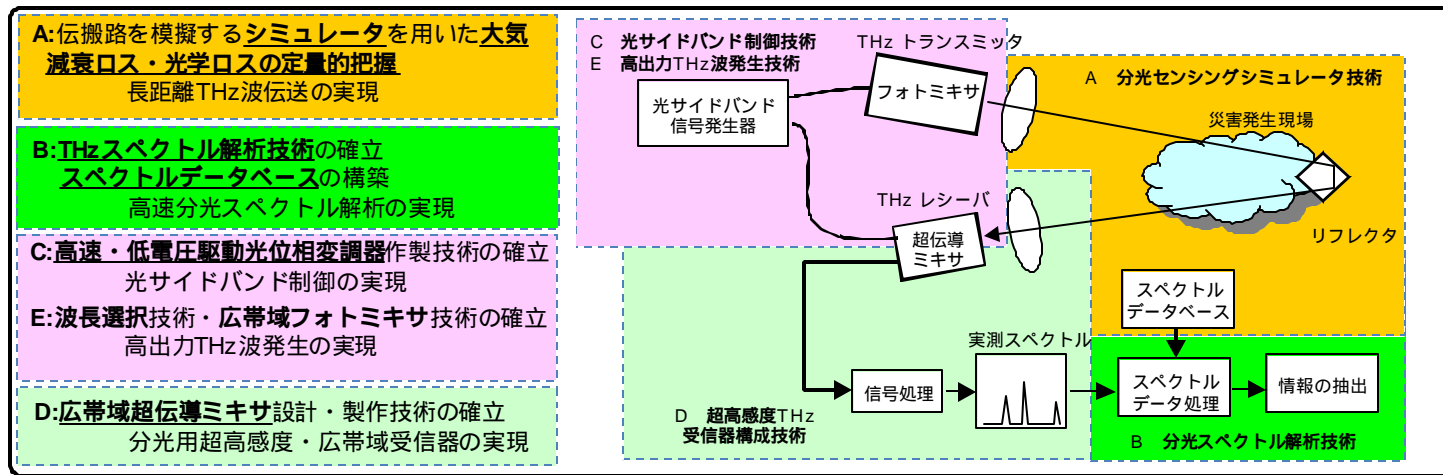 A:伝搬路を模擬するシミュレータを用いた大気
減衰ロス・光学ロスの定量的把握
長距離THz波伝送の実現
B:THzスペクトル解析技術の確立
スペクトルデータベースの構築
高速分光スペクトル解析の実現
C:高速・低電圧駆動光位相変調器作製技術の確立
光サイドバンド制御の実現
E:波長選択技術・広帯域フォトミキサ技術の確立
高出力THz波発生の実現
D:広帯域超伝導ミキサ設計・製作技術の確立
分光用超高感度・広帯域受信器の実現
C 光サイドバンド制御技術
E 高出力THz波発生技術
THz トランスミッタ
フォトミキサ
光サイドバンド
信号発生器
A 分光センシングシミュレータ技術
災害発生現場
リフレクタ
THz レシーバ
超伝導
ミキサ
スペクトル
データベース
実測スペクトル
信号処理
スペクトル
データ処理
情報の抽出
D 超高感度THz
受信器構成技術
B 分光スペクトル解析技術